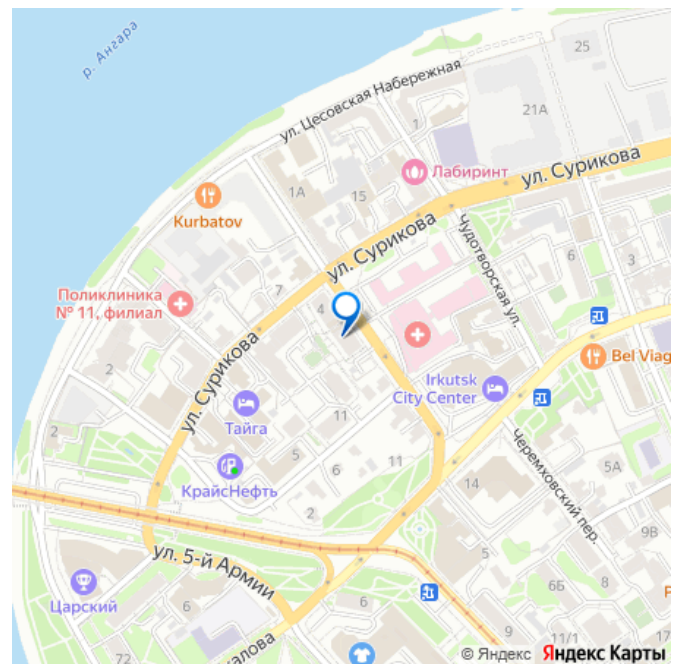 р. Ангара
ул. Цесовская Набережная
25
21А
1
Лабиринт
ул. Сурикова
1А
15
Kurbatov
ул. Сурикова
Чудотворская ул.
6
3
Поликлиника
№ 11, филиал
7
4
ул. Сурикова
Irkutsk
City Center
Bel Viag
Тайга
2
11
5
КрайсНефть
6
11
2
14
Черемховский пер.
5А
9В
ул. 5-й Армии
5
Царский
6
6Б
8
72
9
11/1
17
© Яндекс Яндекс Карты